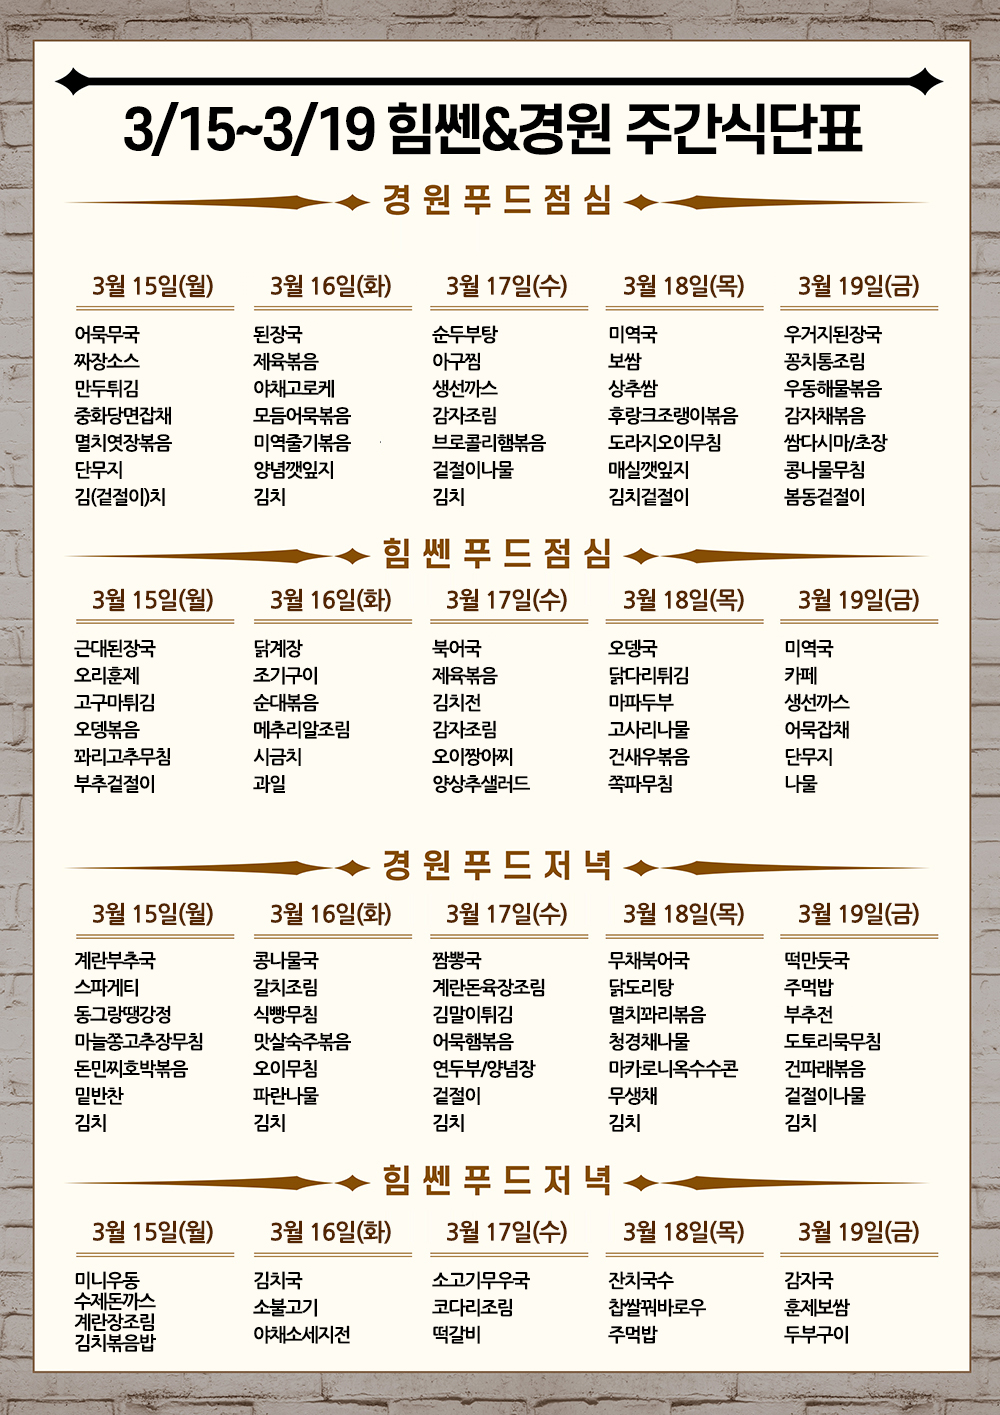 3/15~3/19 힘쎈&경원 주간식단표
경원푸드점심
3월 15일(월)
어묵무국
짜장소스
만두튀김
중화당면잡채
멸치엿장볶음
단무지
김(겉절이)치
3월 16일(화)
된장국
제육볶음
야채고로케
모듬어묵볶음
미역줄기볶음
양념깻잎지
김치
3월 17일(수)
순두부탕
아구찜
생선까스
감자조림
브로콜리햄볶음
겉절이나물
김치
3월 18일(목)
미역국
보쌈
상추쌈
후랑크조랭이볶음
도라지오이무침
매실깻잎지
김치겉절이
3월 19일(금)
우거지된장국
꽁치통조림
우동해물볶음
감자채볶음
쌈다시마/초장
콩나물무침
봄동겉절이
힘쎈푸드점심
3월 15일(월)
근대된장국
오리훈제
고구마튀김
오뎅볶음
꽈리고추무침
부추겉절이
3월 16일(화)
닭계장
조기구이
순대볶음
메추리알조림
시금치
과일
3월 17일(수)
북어국
제육볶음
김치전
감자조림
오이짱아찌
양상추샐러드
3월 18일(목)
오뎅국
닭다리튀김
마파두부
고사리나물
건새우볶음
쪽파무침
3월 19일(금)
미역국
카페
생선까스
어묵잡채
단무지
나물
경원푸드저녁
3월 15일(월)
계란부추국
스파게티
동그랑땡강정
마늘쫑고추장무침
돈민찌호박볶음
밑반찬
김치
3월 16일(화)
콩나물국
갈치조림
식빵무침
맛살숙주볶음
오이무침
파란나물
김치
3월 17일(수)
짬뽕국
계란돈육장조림
김말이튀김
어묵햄볶음
연두부/양념장
겉절이
김치
3월 18일(목)
무채북어국
닭도리탕
멸치꽈리볶음
청경채나물
마카로니옥수수콘
무생채
김치
3월 19일(금)
떡만둣국
주먹밥
부추전
도토리묵무침
건파래볶음
겉절이나물
김치
힘쎈푸드저녁
3월 15일(월)
미니우동
수제돈까스
계란장조림
김치볶음밥
3월 16일(화)
김치국
소불고기
야채소세지전
3월 17일(수)
소고기무우국
코다리조림
떡갈비
3월 18일(목)
잔치국수
찹쌀꿔바로우
주먹밥
3월 19일(금)
감자국
훈제보쌈
두부구이